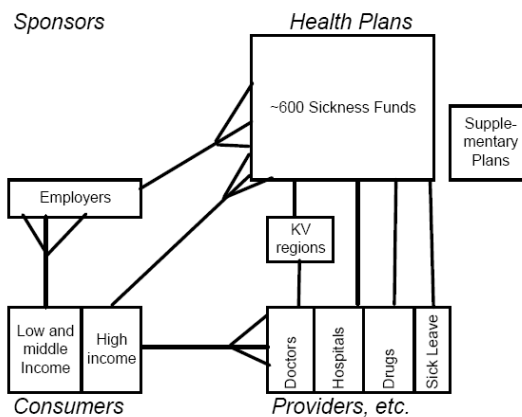 Sponsors
Health Plans
~600 Sickness Funds
Supple-
mentary
Plans
Employers
KV
regions
Low and
middle
Income
High
income
Doctors
Hospitals
Drugs
Sick Leave
Consumers
Providers, etc.